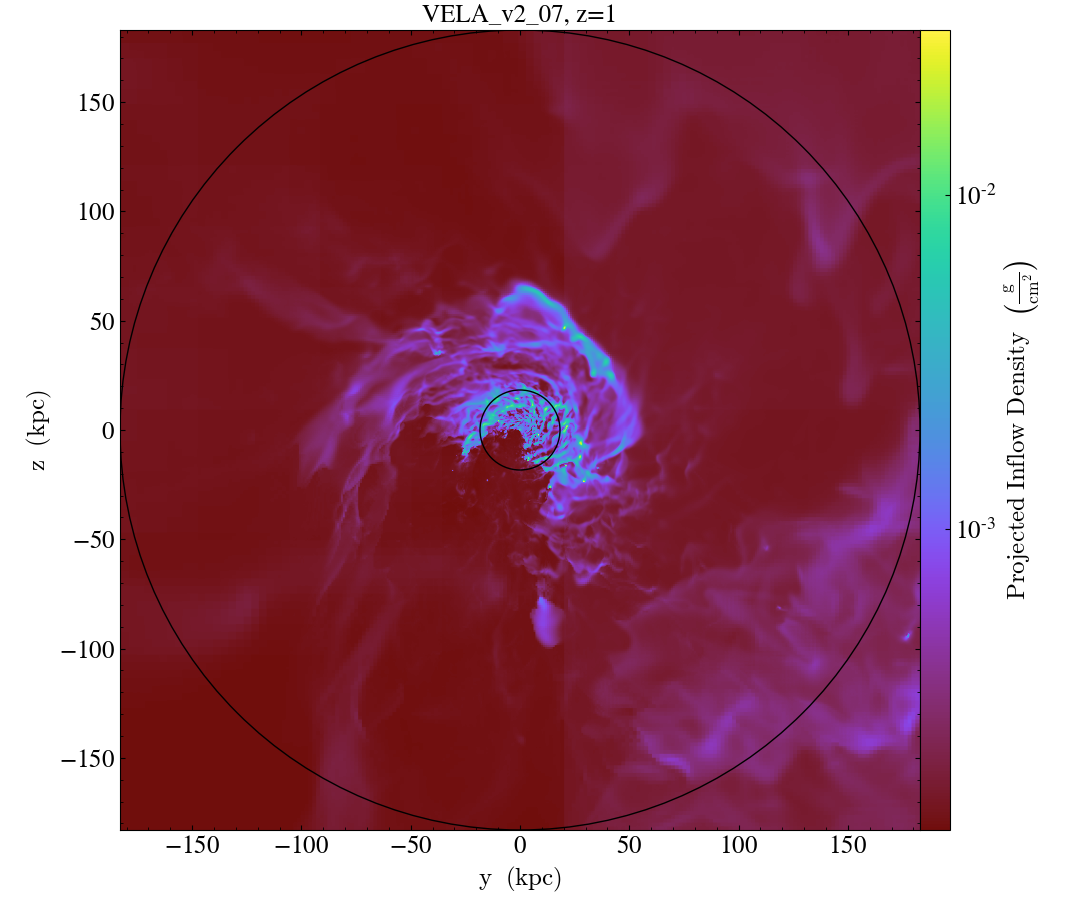 VELA_v2_07, z=1
150
100
50
0
−50
−100
−150
z (kpc)
−150 −100 −50 0 50 100 150
y (kpc)
10-2
10-3
Projected Inflow Density (g/cm2)